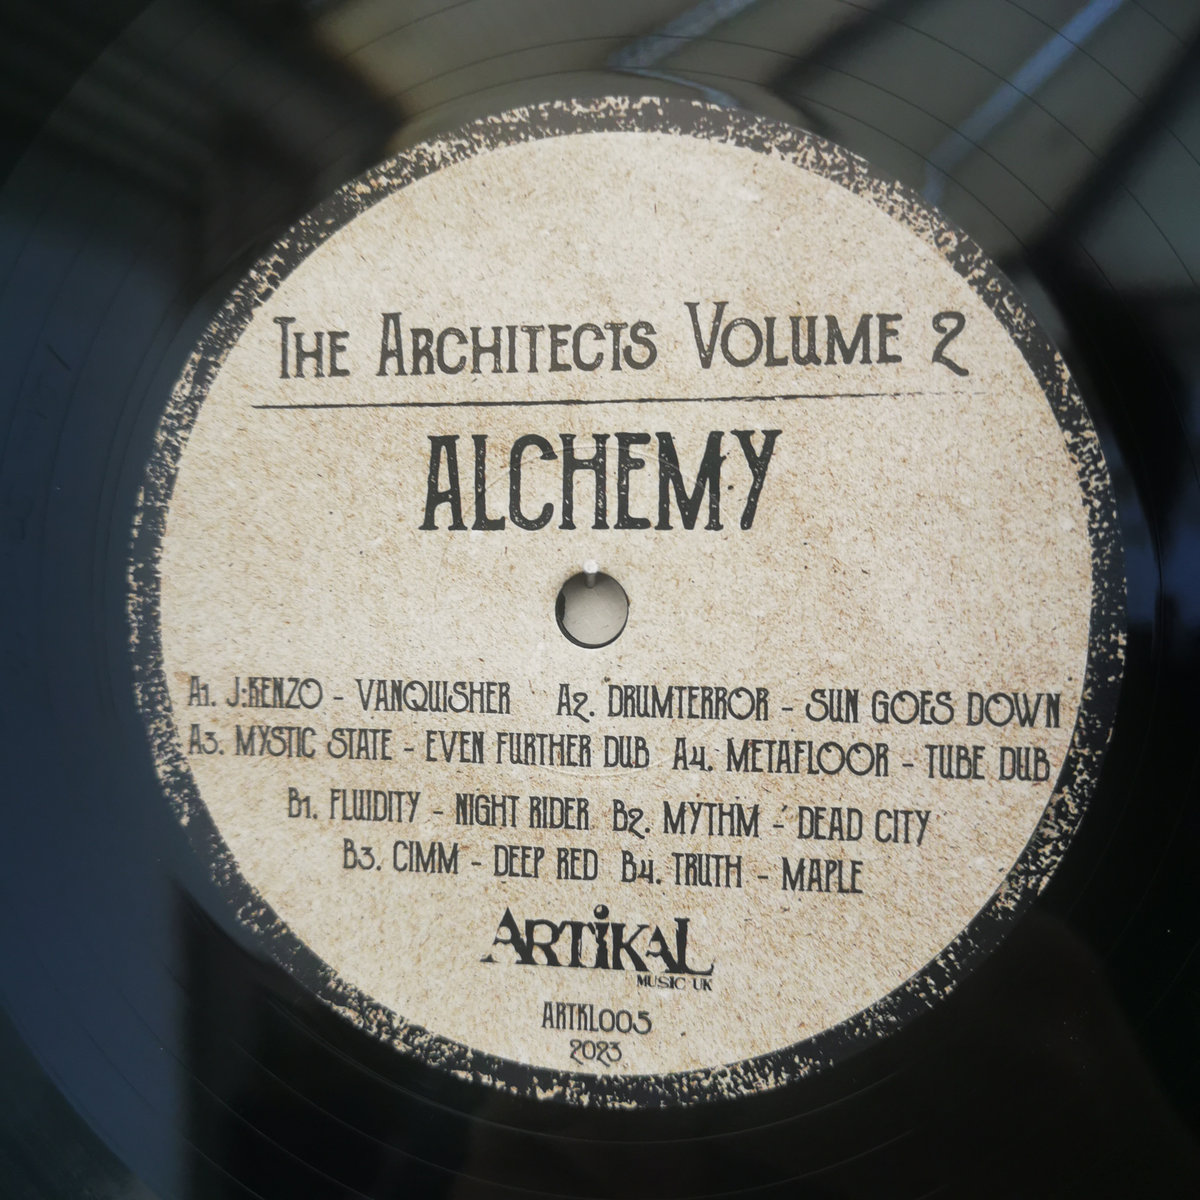 The Architects Volume 2
ALCHEMY
A1. J:KENZO - VANQUISHER A2. DRUMTERROR - SUN GOES DOWN
A3. MYSTIC STATE - EVEN FURTHER DUB A4. METAFLOOR - TUBE DUB
B1. FLUIDITY - NIGHT RIDER B2. MYTHM - DEAD CITY
B3. CIMM - DEEP RED B4. TRUTH - MAPLE
ARTiKAL
MUSIC UK
ARTKL005
2023